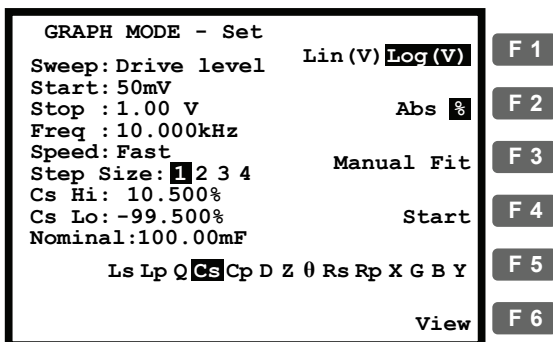 GRAPH MODE - Set
Lin(V) Log(V) F 1
Sweep: Drive level
Start: 50mV
Stop : 1.00 V
Abs % F 2
Freq : 10.000kHz
Speed: Fast
Manual Fit F 3
Step Size: 1 2 3 4
Cs Hi: 10.500%
Cs Lo: -99.500%
Start F 4
Nominal:100.00mF
Ls Lp Q Cs Cp D Z θ Rs Rp X G B Y F 5
View F 6